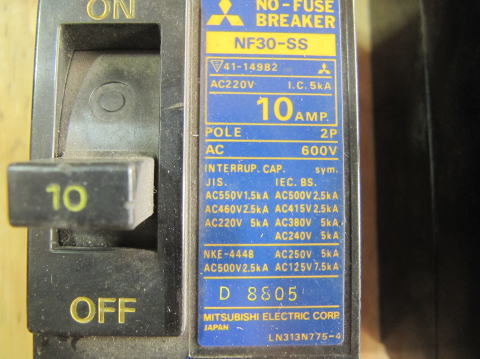 ON
10
OFF
NO-FUSE
BREAKER
NF30-SS
41-149B2
AC220V I.C. 5kA
10 AMP.
POLE 2P
AC 600V
INTERRUP. CAP. sym.
JIS. IEC. BS.
AC550V1.5kA AC500V2.5kA
AC460V2.5kA AC415V2.5kA
AC220V 5kA AC380V 5kA
AC240V 5kA
NKE-4448 AC250V 5kA
AC500V2.5kA AC125V7.5kA
D 8805
MITSUBISHI ELECTRIC CORP.
JAPAN
LN313N775-4